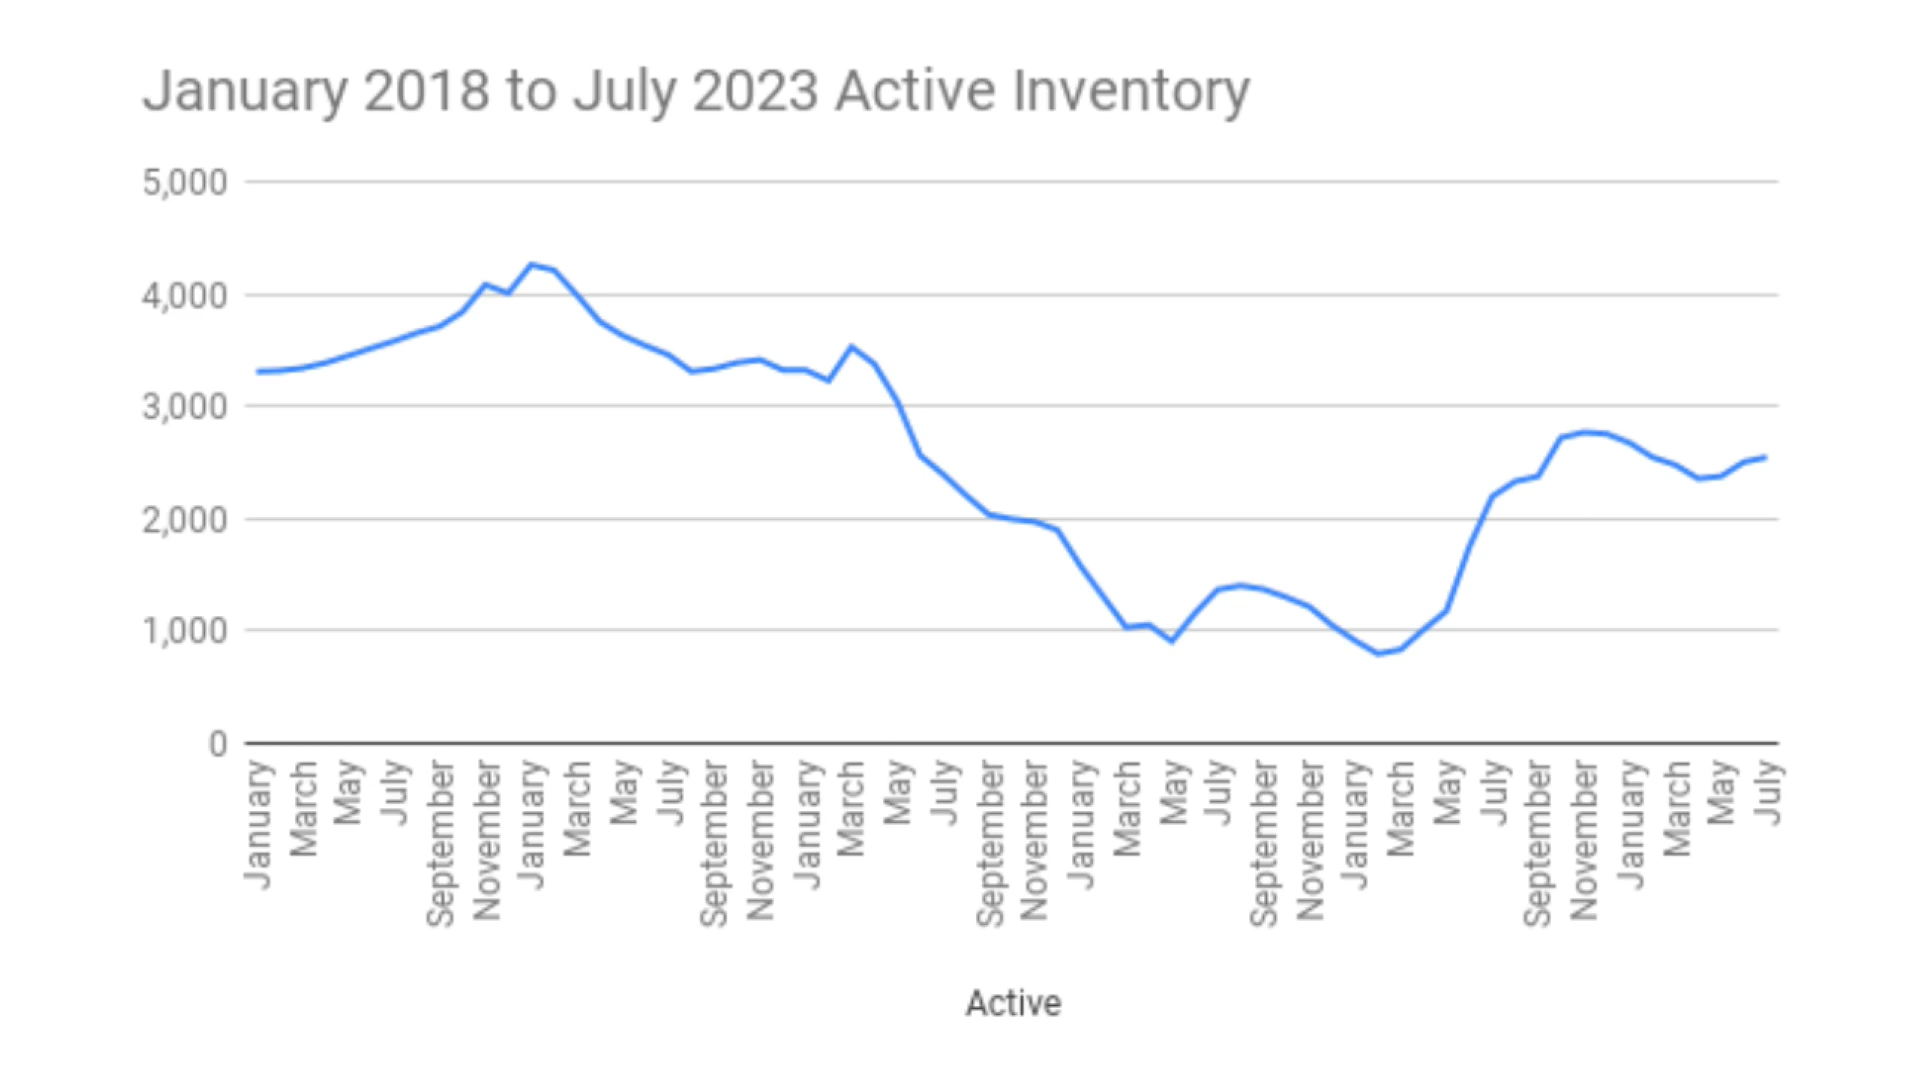 January 2018 to July 2023 Active Inventory
5,000
4,000
3,000
2,000
1,000
0
January
March
May
July
September
November
January
March
May
July
September
November
January
March
May
July
September
November
January
March
May
July
September
November
January
March
May
July
September
November
January
March
May
July
Active